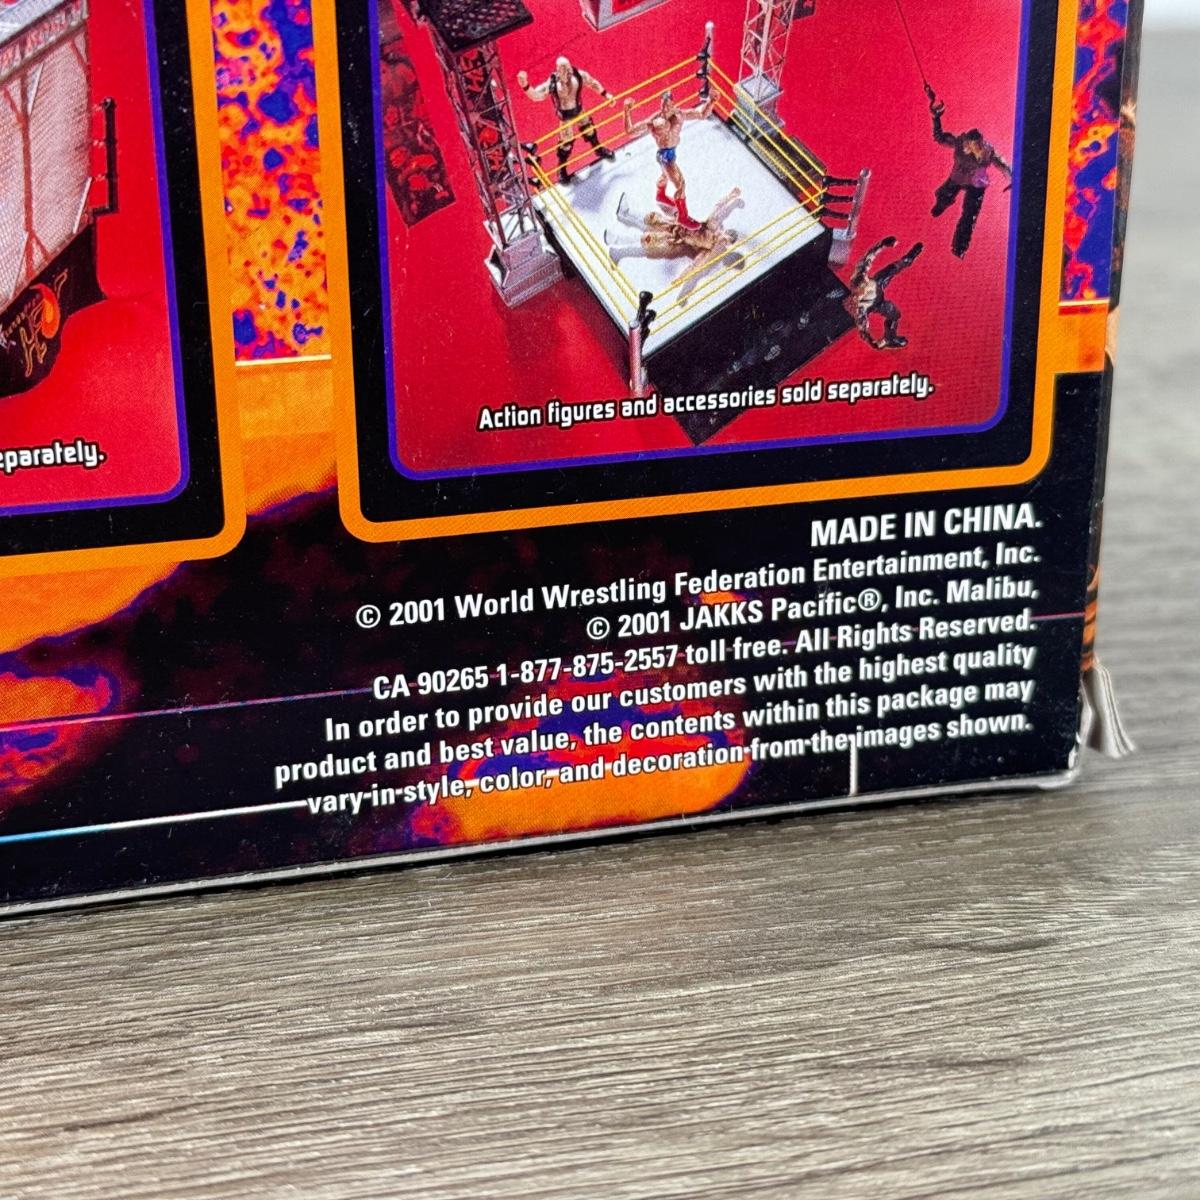 eparately.
Action figures and accessories sold separately.
MADE IN CHINA.
© 2001 World Wrestling Federation Entertainment, Inc.
© 2001 JAKKS Pacific®, Inc. Malibu,
CA 90265 1-877-875-2557 toll free. All Rights Reserved.
In order to provide our customers with the highest quality
product and best value, the contents within this package may
vary in style, color, and decoration from the images shown.